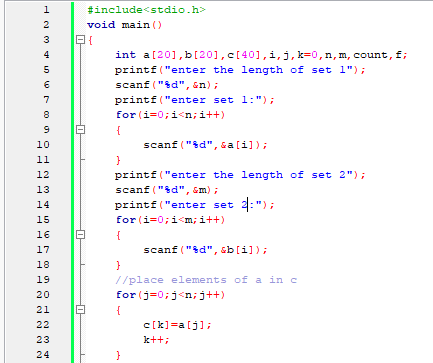 1 #include<stdio.h>
2 void main()
3 {
4 int a[20],b[20],c[40],i,j,k=0,n,m,count,f;
5 printf("enter the length of set 1");
6 scanf("%d",&n);
7 printf("enter set 1:");
8 for(i=0;i<n;i++)
9 {
10 scanf("%d",&a[i]);
11 }
12 printf("enter the length of set 2");
13 scanf("%d",&m);
14 printf("enter set 2:");
15 for(i=0;i<m;i++)
16 {
17 scanf("%d",&b[i]);
18 }
19 //place elements of a in c
20 for(j=0;j<n;j++)
21 {
22 c[k]=a[j];
23 k++;
24 }